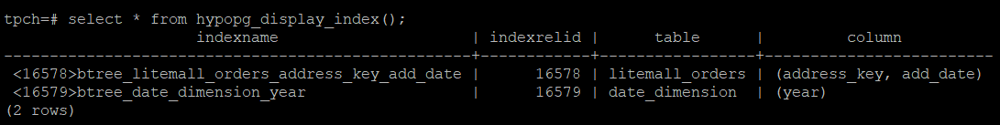 tpch=# select * from hypopg_display_index();
indexname | indexrelid | table | column
----------------------------------------------------+------------+-----------------+-------------------------
<16578>btree_litemall_orders_address_key_add_date | 16578 | litemall_orders | (address_key, add_date)
<16579>btree_date_dimension_year | 16579 | date_dimension | (year)
(2 rows)